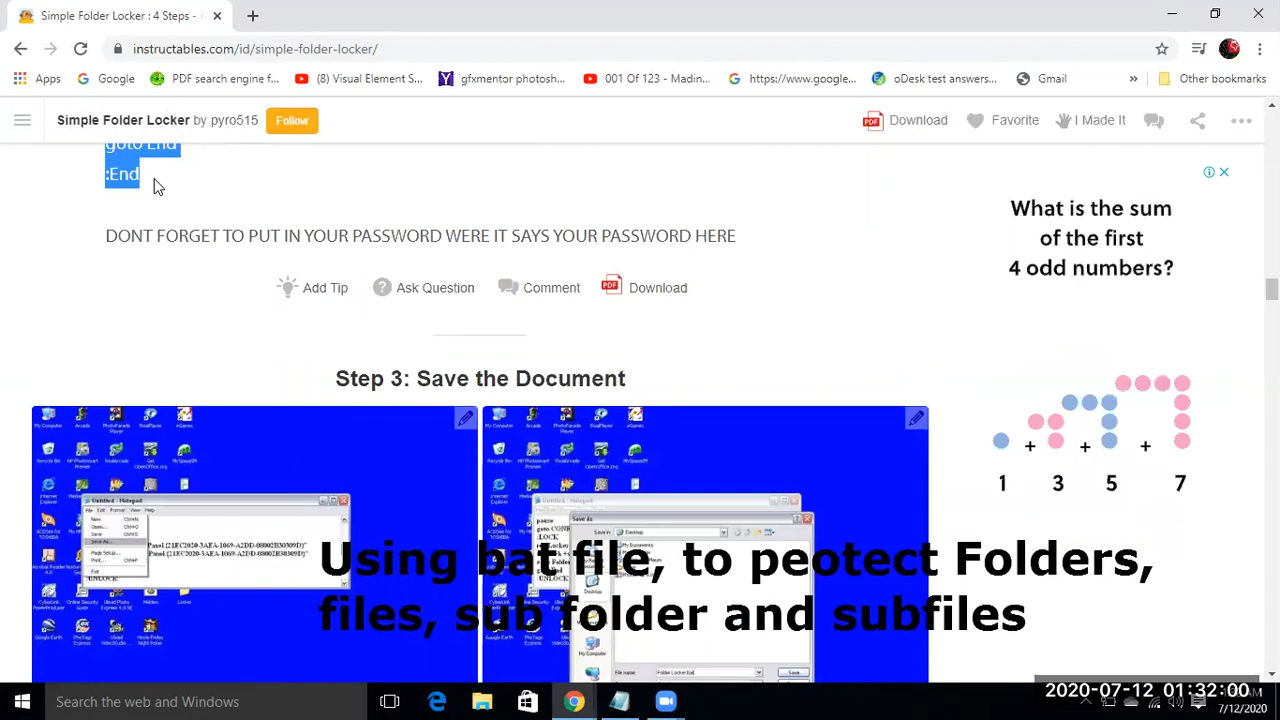 Simple Folder Locker : 4 Steps -
instructables.com/id/simple-folder-locker/
Apps Google PDF search engine f... (8) Visual Element S... gfxmentor photosh... 001 Of 123 - Madin... https://www.google... oDesk test answers... Gmail » Other bookmarks
Simple Folder Locker by pyro515 Follow Download Favorite I Made It
goto End
:End
DONT FORGET TO PUT IN YOUR PASSWORD WERE IT SAYS YOUR PASSWORD HERE
Add Tip Ask Question Comment Download
What is the sum
of the first
4 odd numbers?
1 + 3 + 5 + 7
Step 3: Save the Document
Using bat file, to peotect Folders,
files, sub folder and subfiles
Search the web and Windows
2020-07-12 01:32:00
7/12/2020